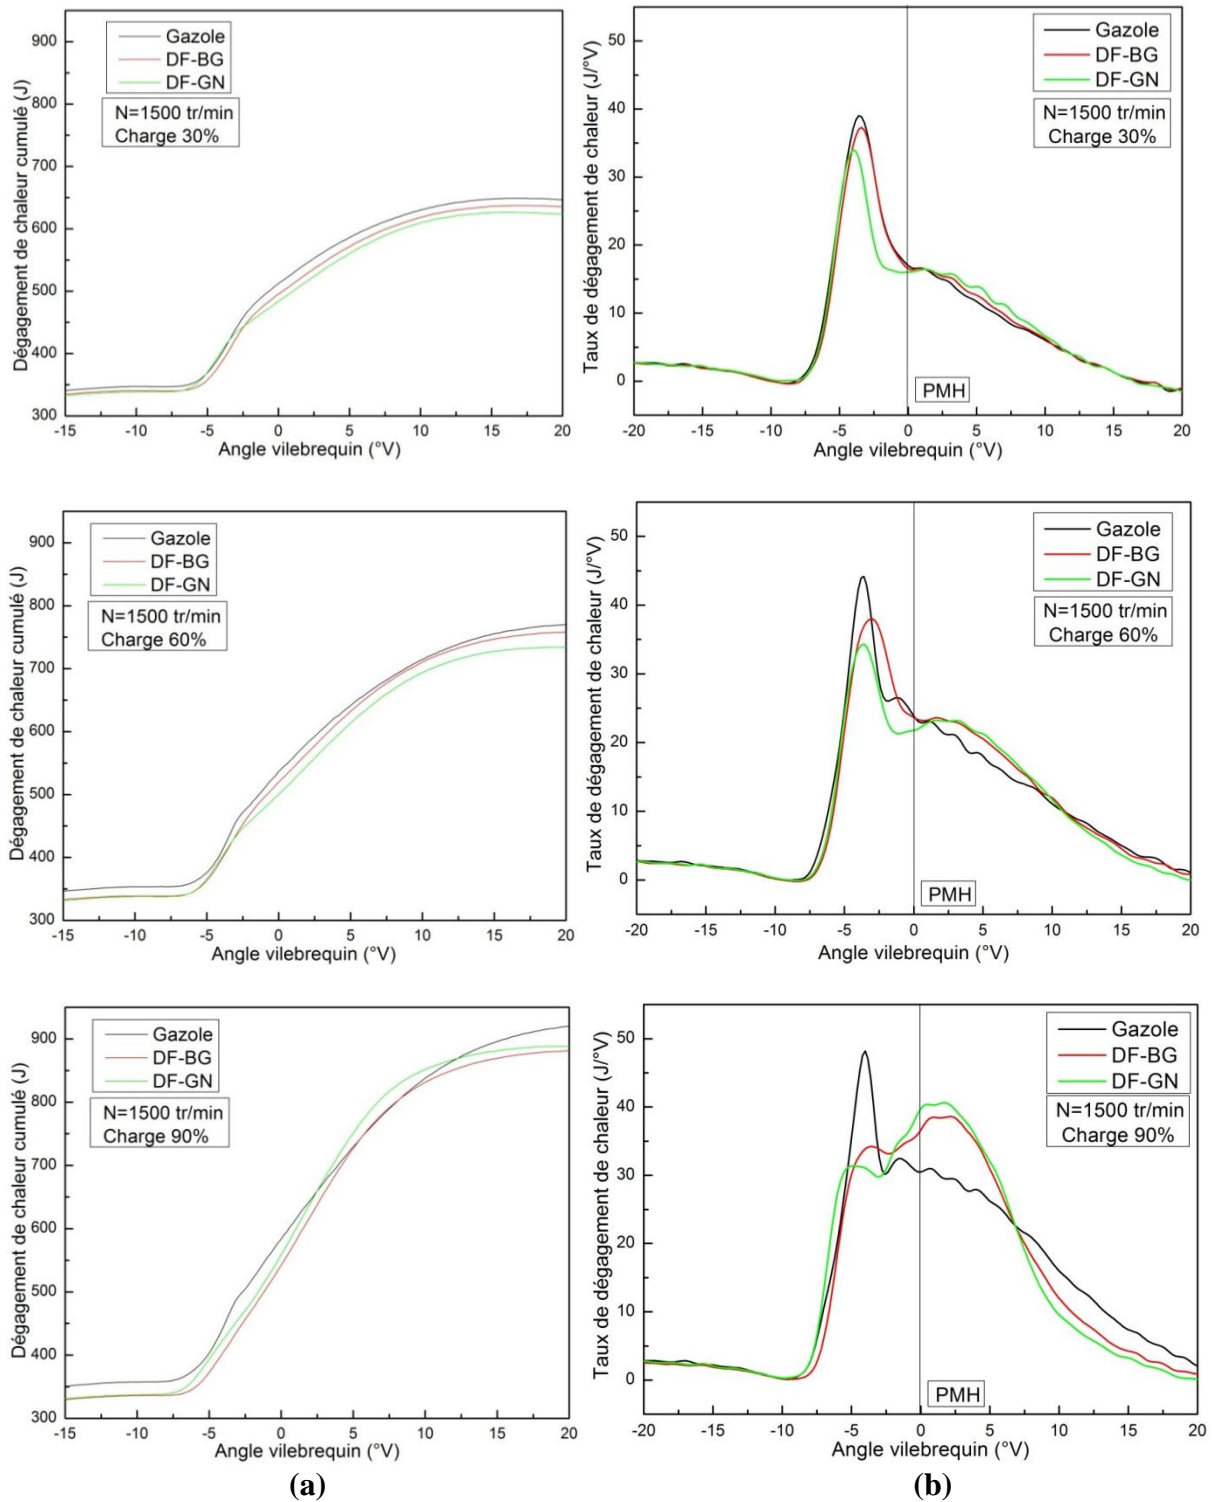 Dégagement de chaleur cumulé (J)
900
800
700
600
500
400
300
Gazole
DF-BG
DF-GN
N=1500 tr/min
Charge 30%
-15 -10 -5 0 5 10 15 20
Angle vilebrequin (°V)
Taux de dégagement de chaleur (J/°V)
50
40
30
20
10
0
Gazole
DF-BG
DF-GN
N=1500 tr/min
Charge 30%
PMH
-20 -15 -10 -5 0 5 10 15 20
Angle vilebrequin (°V)
Dégagement de chaleur cumulé (J)
900
800
700
600
500
400
300
Gazole
DF-BG
DF-GN
N=1500 tr/min
Charge 60%
-15 -10 -5 0 5 10 15 20
Angle vilebrequin (°V)
Taux de dégagement de chaleur (J/°V)
50
40
30
20
10
0
Gazole
DF-BG
DF-GN
N=1500 tr/min
Charge 60%
PMH
-20 -15 -10 -5 0 5 10 15 20
Angle vilebrequin (°V)
Dégagement de chaleur cumulé (J)
900
800
700
600
500
400
300
Gazole
DF-BG
DF-GN
N=1500 tr/min
Charge 90%
-15 -10 -5 0 5 10 15 20
Angle vilebrequin (°V)
Taux de dégagement de chaleur (J/°V)
50
40
30
20
10
0
Gazole
DF-BG
DF-GN
N=1500 tr/min
Charge 90%
PMH
-20 -15 -10 -5 0 5 10 15 20
Angle vilebrequin (°V)
(a)
(b)